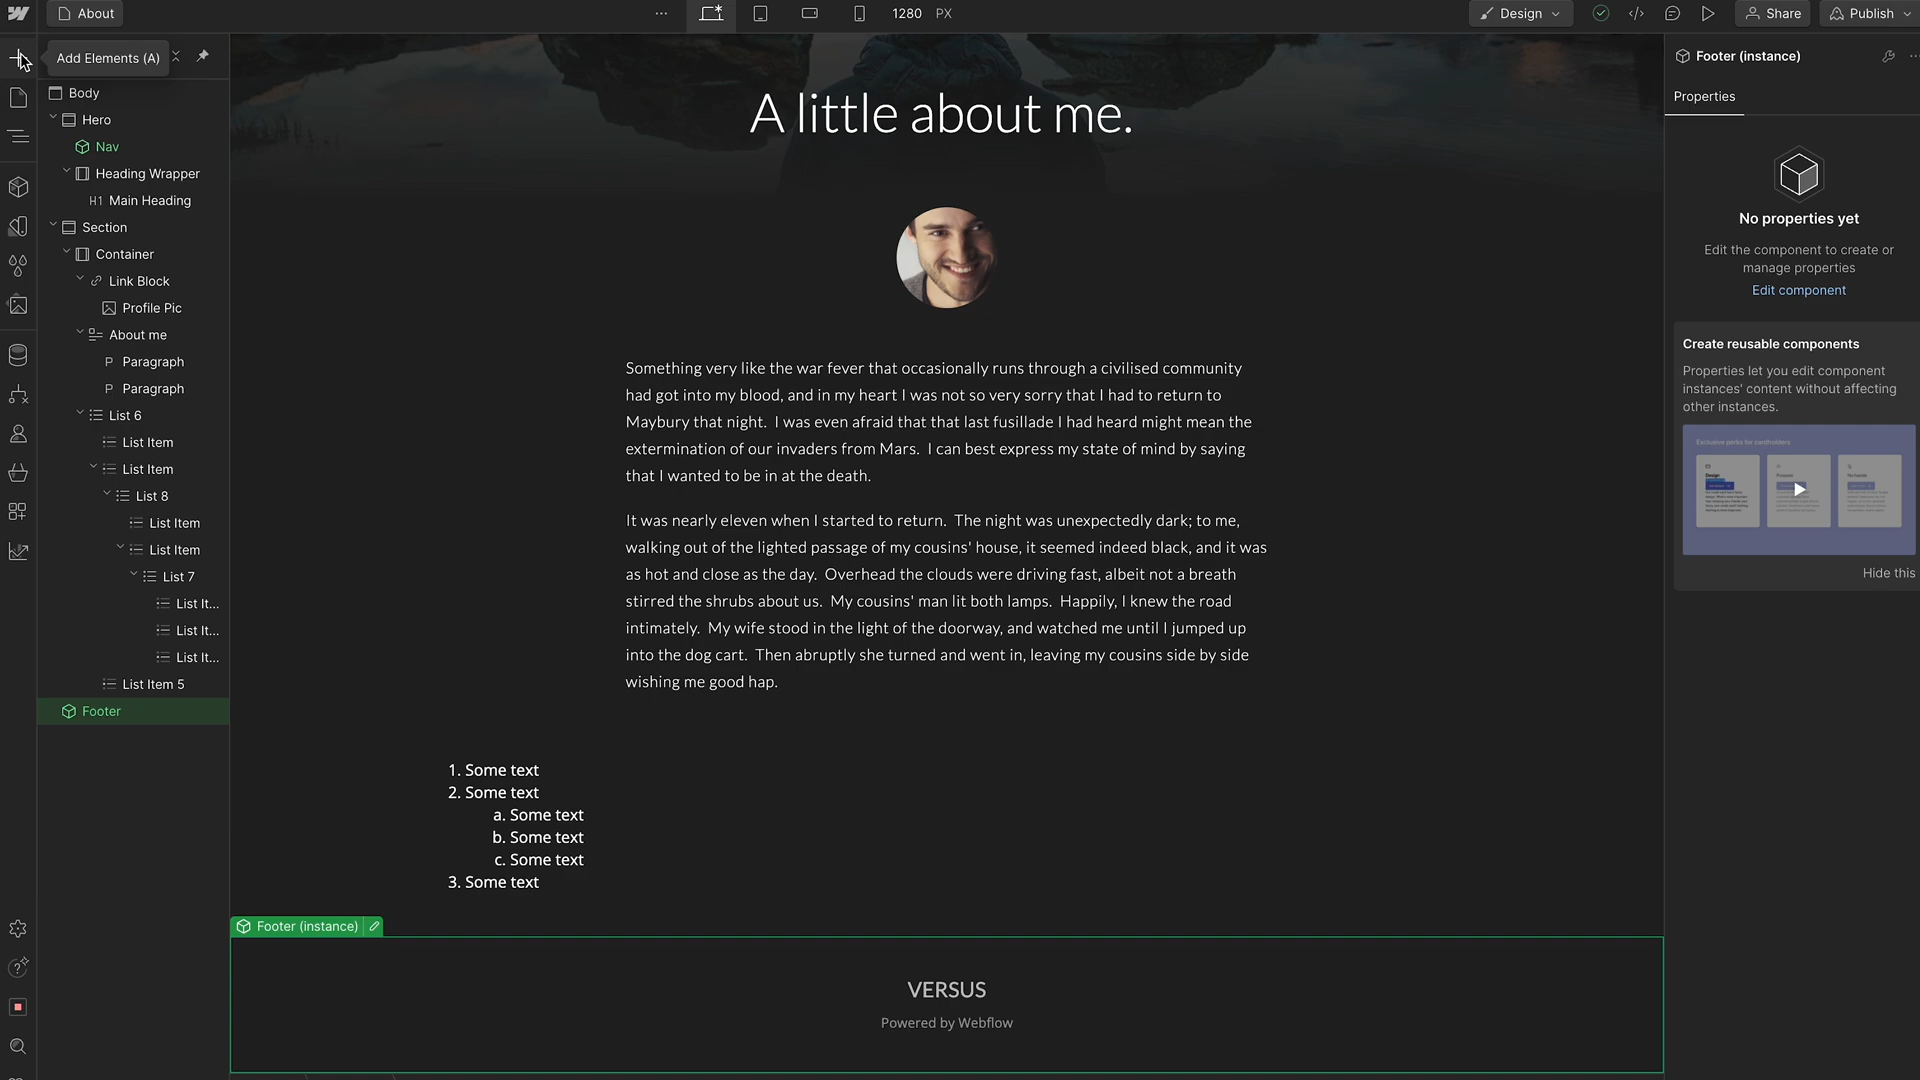 About
1280 PX
Design
Share
Publish
Add Elements (A)
Body
Hero
Nav
Heading Wrapper
H1 Main Heading
Section
Container
Link Block
Profile Pic
About me
P Paragraph
P Paragraph
List 6
List Item
List Item
List 8
List Item
List Item
List 7
List It...
List It...
List It...
List Item 5
Footer
A little about me.
Something very like the war fever that occasionally runs through a civilised community
had got into my blood, and in my heart I was not so very sorry that I had to return to
Maybury that night. I was even afraid that that last fusillade I had heard might mean the
extermination of our invaders from Mars. I can best express my state of mind by saying
that I wanted to be in at the death.
It was nearly eleven when I started to return. The night was unexpectedly dark; to me,
walking out of the lighted passage of my cousins' house, it seemed indeed black, and it was
as hot and close as the day. Overhead the clouds were driving fast, albeit not a breath
stirred the shrubs about us. My cousins' man lit both lamps. Happily, I knew the road
intimately. My wife stood in the light of the doorway, and watched me until I jumped up
into the dog cart. Then abruptly she turned and went in, leaving my cousins side by side
wishing me good hap.
1. Some text
2. Some text
a. Some text
b. Some text
c. Some text
3. Some text
Footer (instance)
VERSUS
Powered by Webflow
Footer (instance)
Properties
No properties yet
Edit the component to create or
manage properties
Edit component
Create reusable components
Properties let you edit component
instances' content without affecting
other instances.
Exclusive perks for cardholders
Design
Hide this